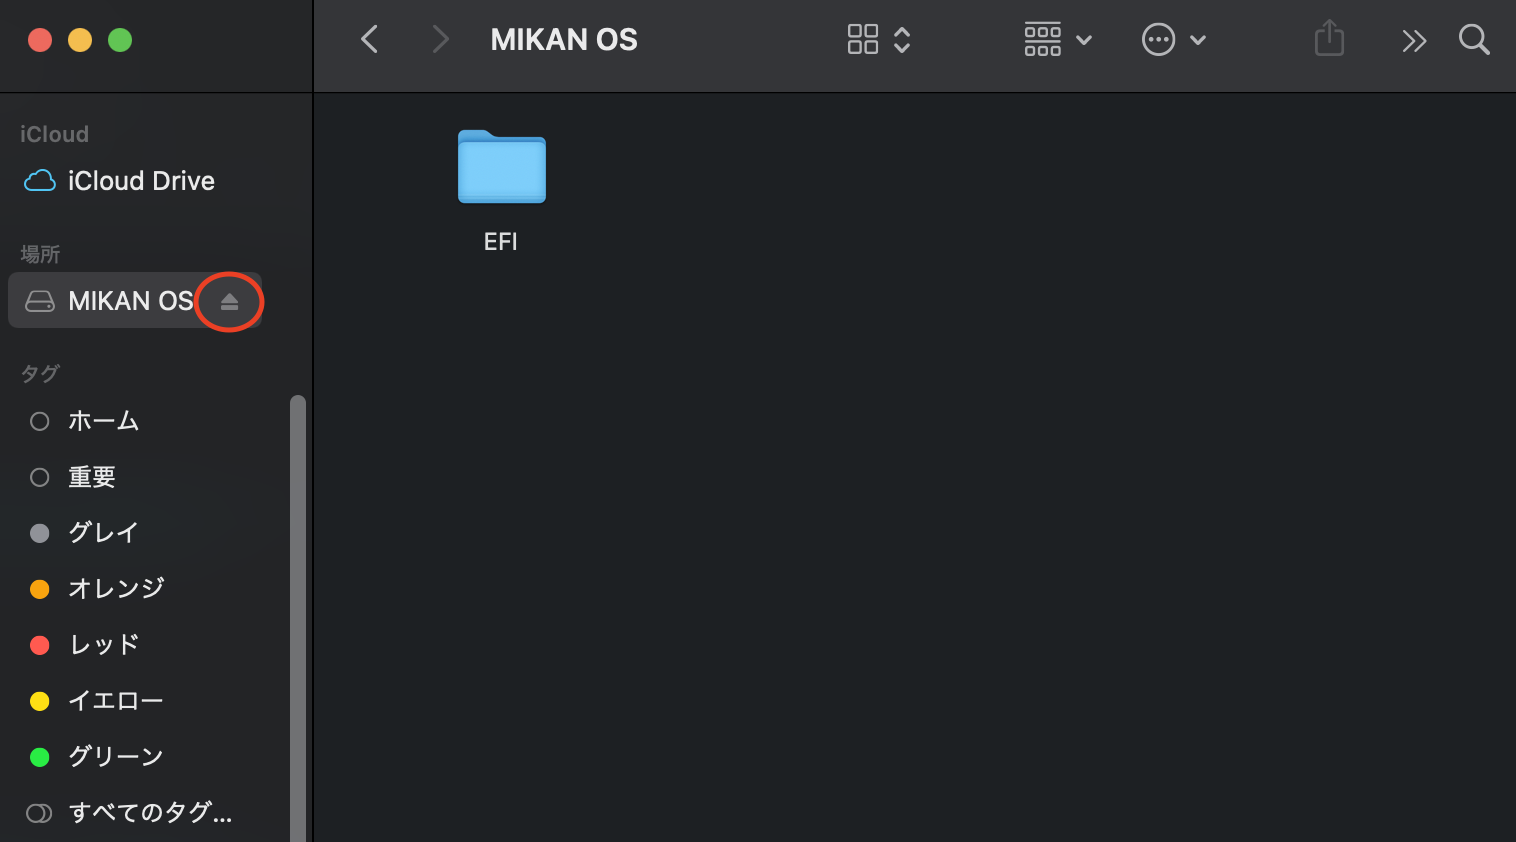 MIKAN OS
iCloud
iCloud Drive
場所
MIKAN OS
タグ
ホーム
重要
グレイ
オレンジ
レッド
イエロー
グリーン
すべてのタグ...
EFI